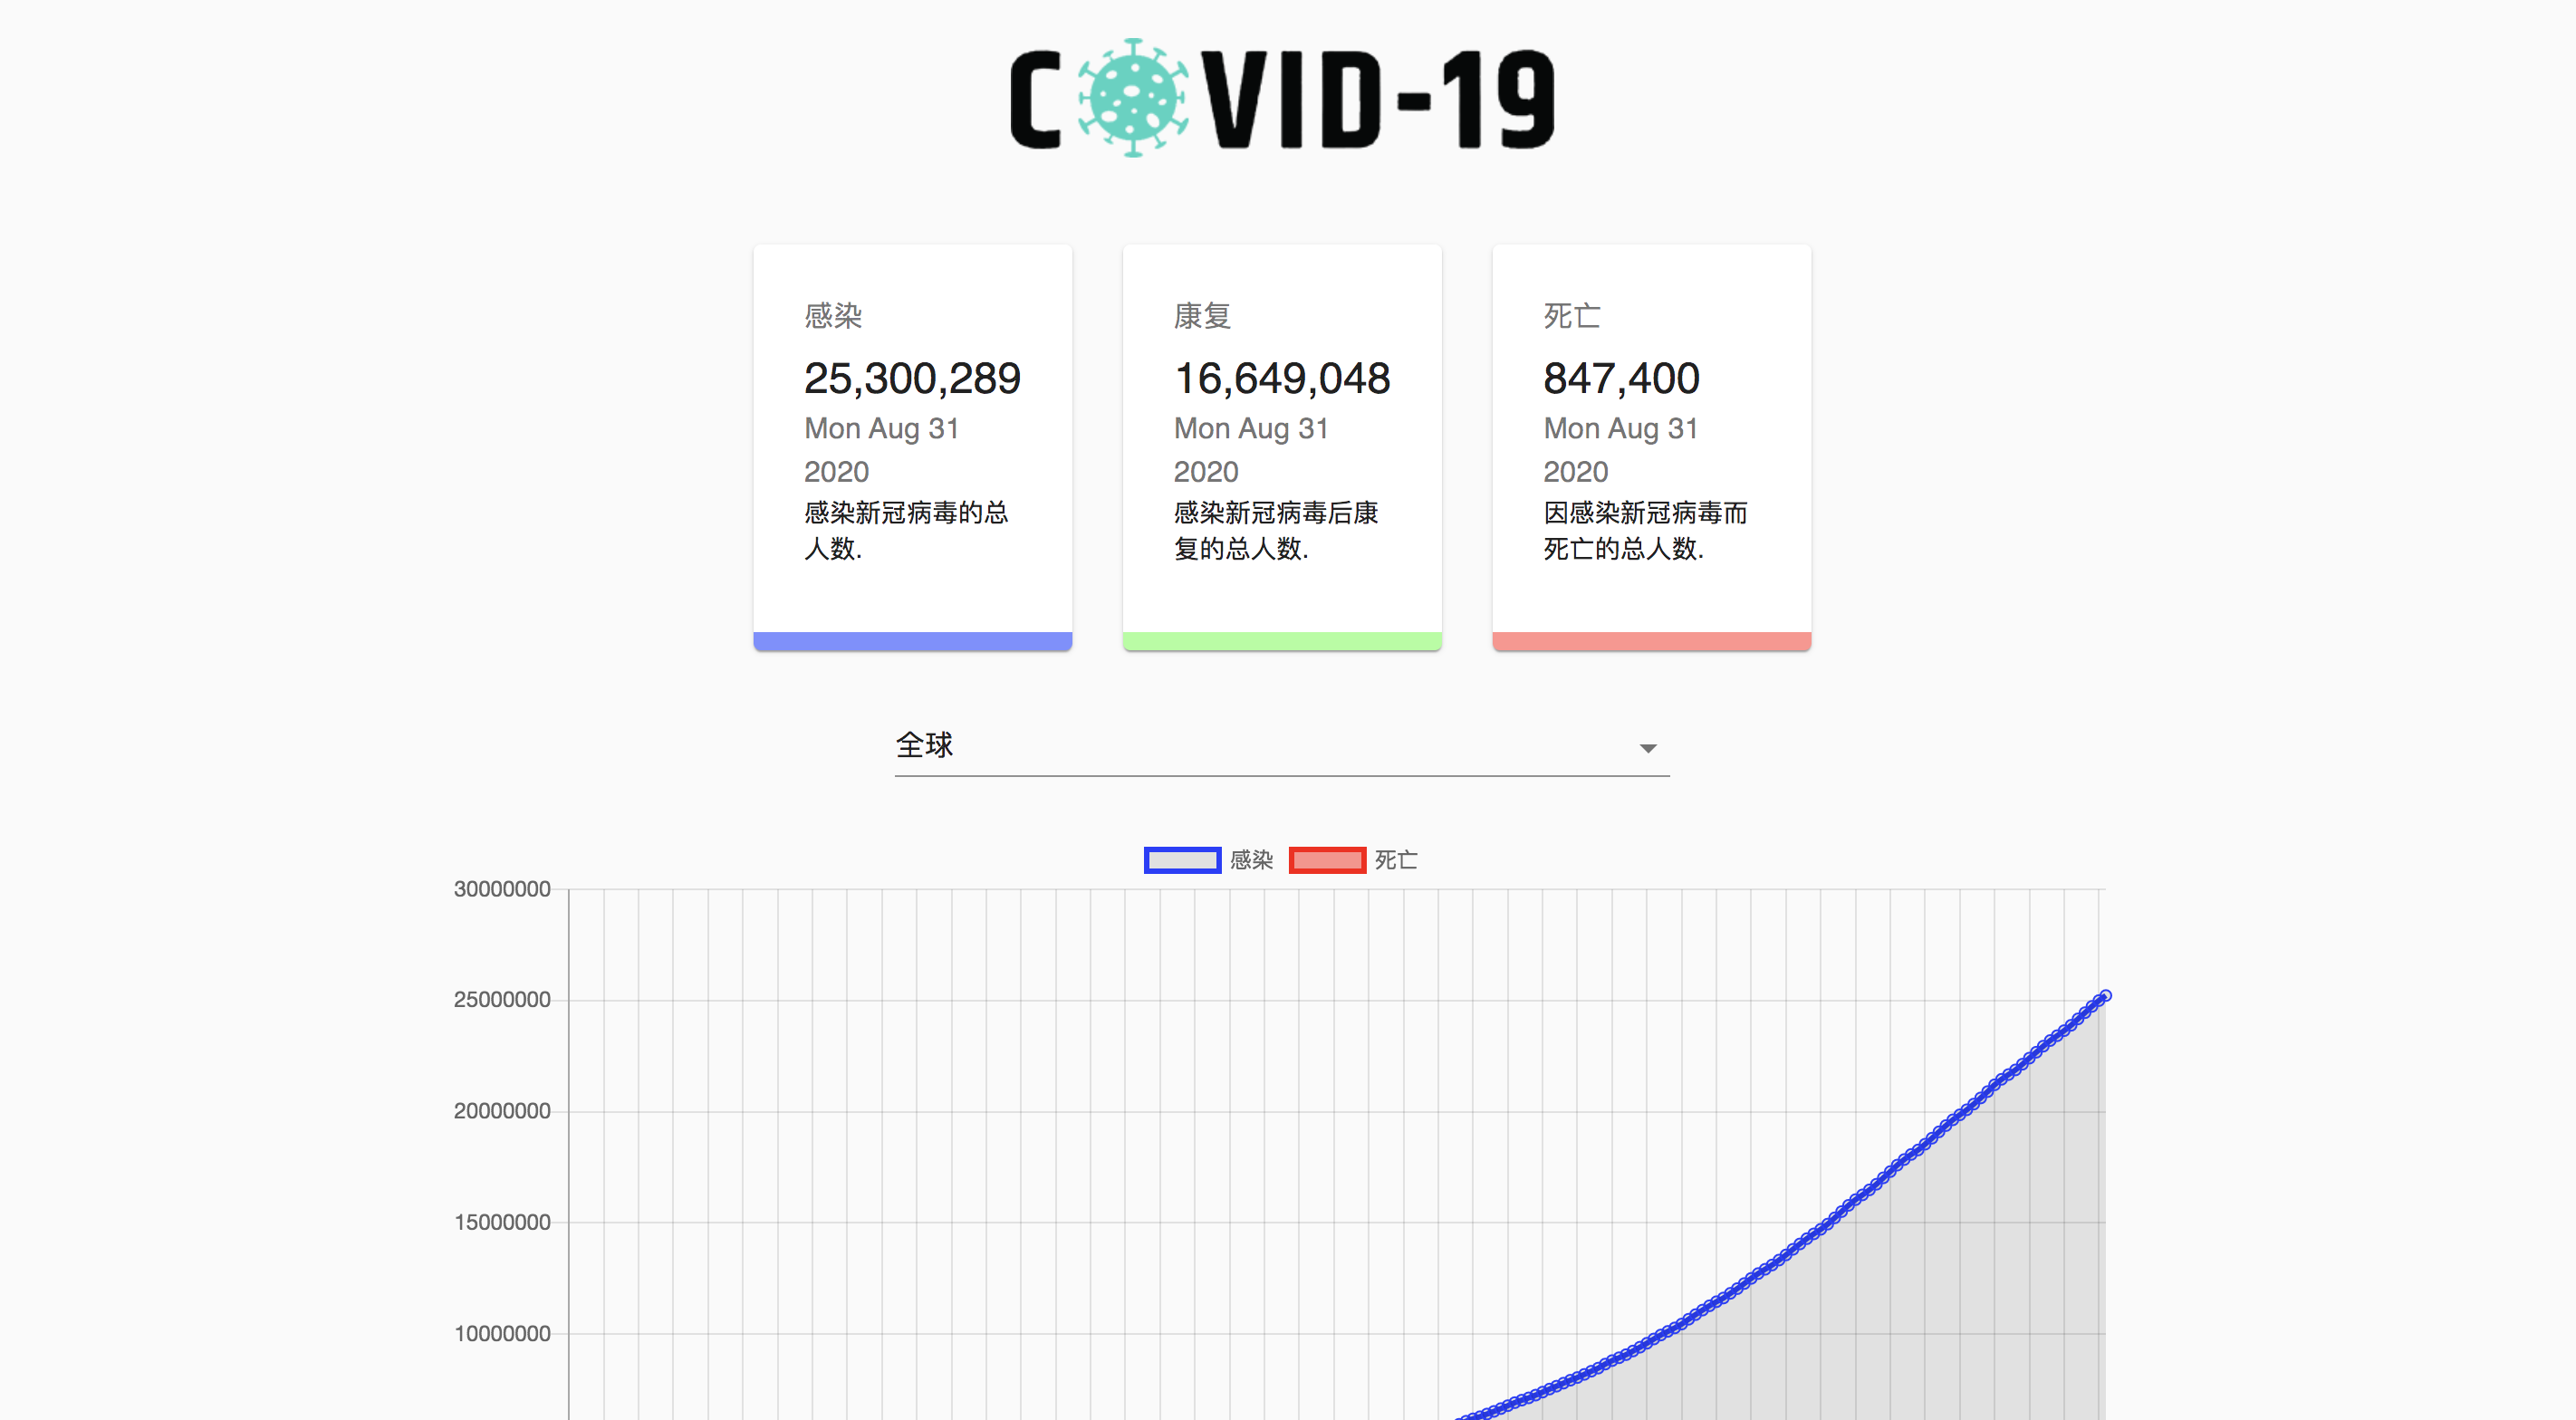 COVID-19
感染
25,300,289
Mon Aug 31
2020
感染新冠病毒的总
人数.
康复
16,649,048
Mon Aug 31
2020
感染新冠病毒后康
复的总人数.
死亡
847,400
Mon Aug 31
2020
因感染新冠病毒而
死亡的总人数.
全球
感染 死亡
30000000
25000000
20000000
15000000
10000000